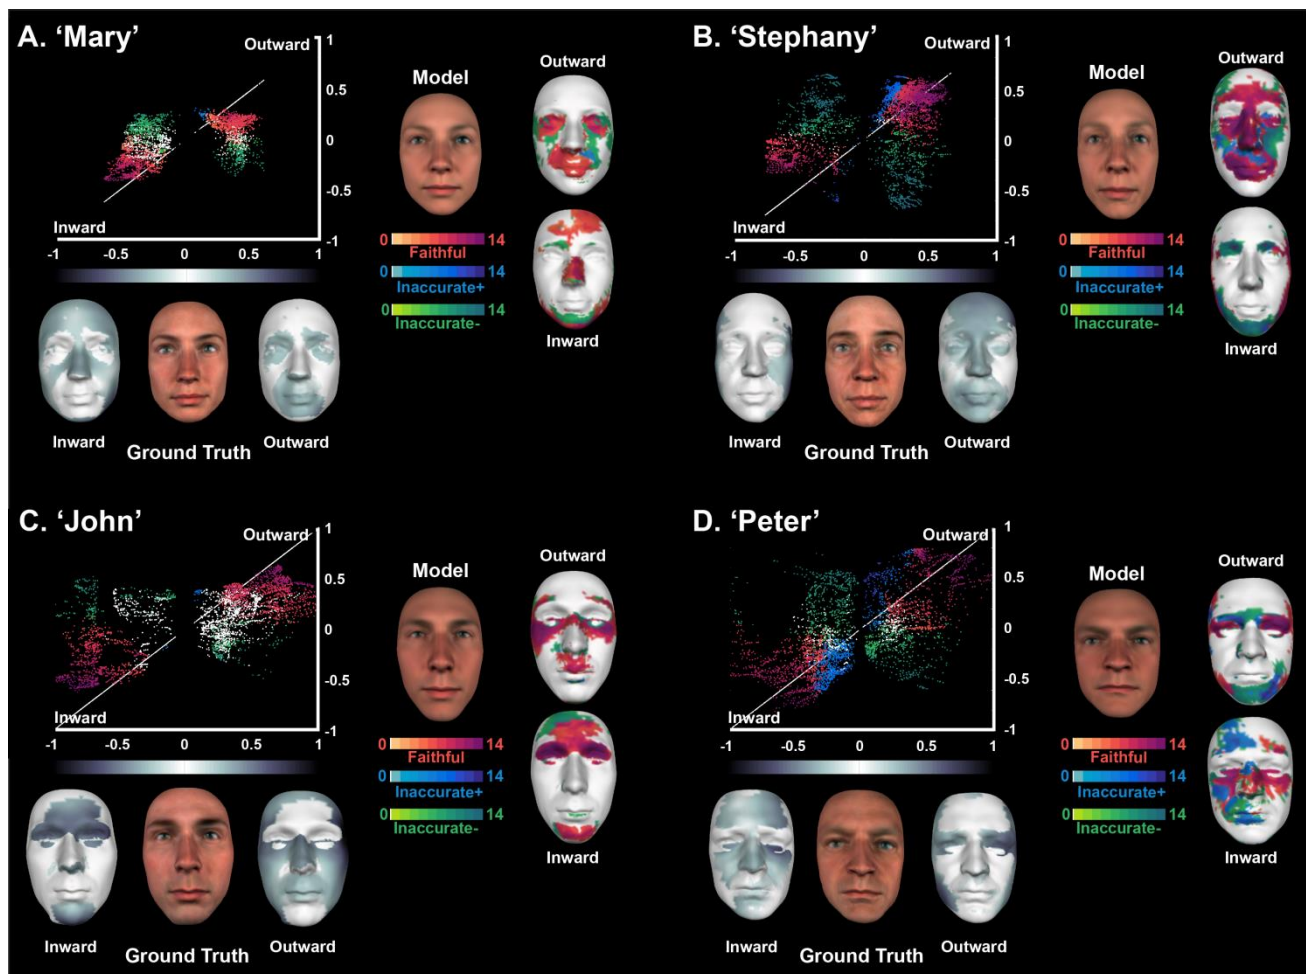 A. ‘Mary’
Outward
1
0.5
0
-0.5
-1
Inward
-1
-0.5
0
0.5
1
Model
0
14
Faithful
0
14
Inaccurate+
0
14
Inaccurate-
Outward
Inward
Inward
Ground Truth
Outward
B. ‘Stephany’
Outward
1
0.5
0
-0.5
-1
Inward
-1
-0.5
0
0.5
1
Model
0
14
Faithful
0
14
Inaccurate+
0
14
Inaccurate-
Outward
Inward
Inward
Ground Truth
Outward
C. ‘John’
Outward
1
0.5
0
-0.5
-1
Inward
-1
-0.5
0
0.5
1
Model
0
14
Faithful
0
14
Inaccurate+
0
14
Inaccurate-
Outward
Inward
Inward
Ground Truth
Outward
D. ‘Peter’
Outward
1
0.5
0
-0.5
-1
Inward
-1
-0.5
0
0.5
1
Model
0
14
Faithful
0
14
Inaccurate+
0
14
Inaccurate-
Outward
Inward
Inward
Ground Truth
Outward